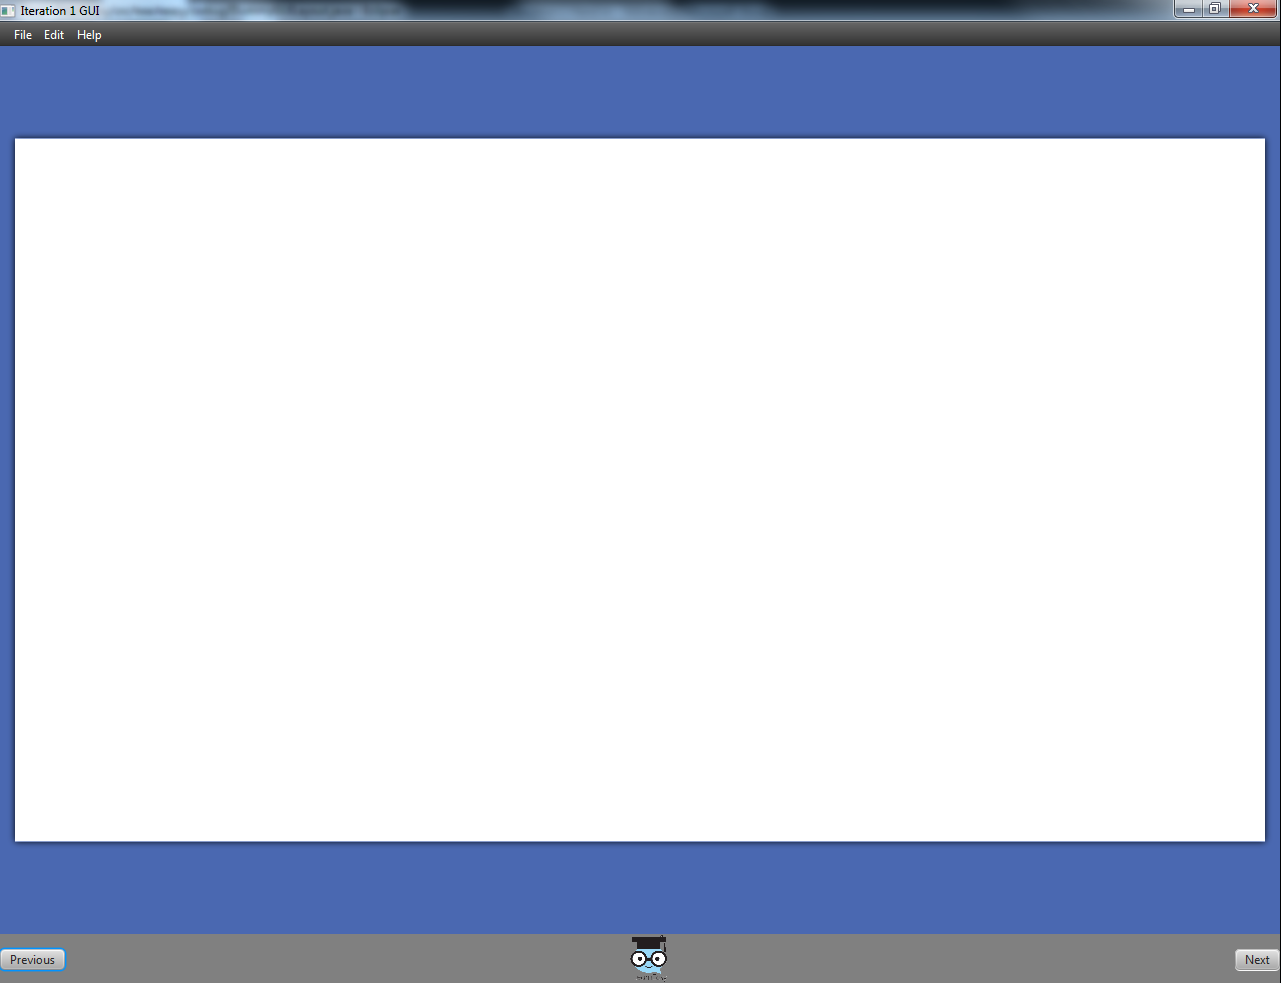 Iteration 1 GUI
File Edit Help
Previous
Next